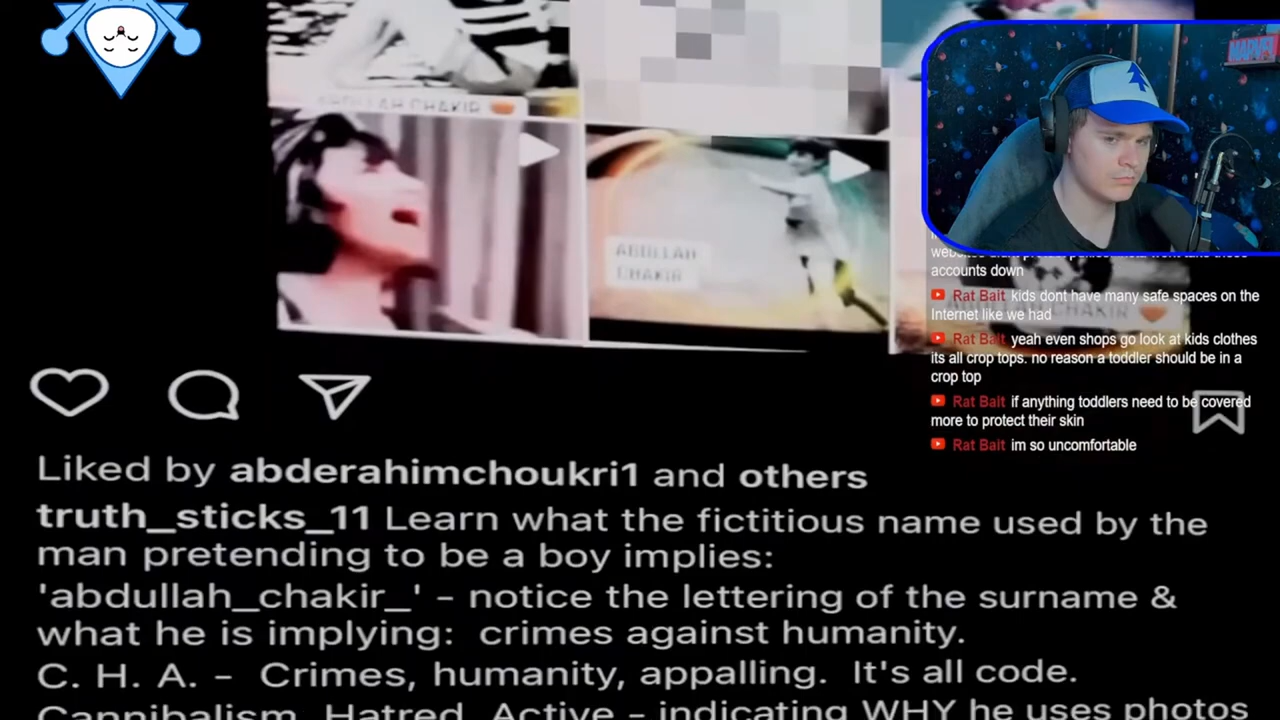 ABDULLAH CHAKIR
ABDULLAH
CHAKIR
MARVEL
accounts down
Rat Bait kids dont have many safe spaces on the
Internet like we had
Rat Bait yeah even shops go look at kids clothes
its all crop tops. no reason a toddler should be in a
crop top
Rat Bait if anything toddlers need to be covered
more to protect their skin
Rat Bait im so uncomfortable
Liked by abderahimchoukri1 and others
truth_sticks_11 Learn what the fictitious name used by the
man pretending to be a boy implies:
'abdullah_chakir_' - notice the lettering of the surname &
what he is implying: crimes against humanity.
C. H. A. - Crimes, humanity, appalling. It's all code.
Cannibalism, Hatred, Active - indicating WHY he uses photos